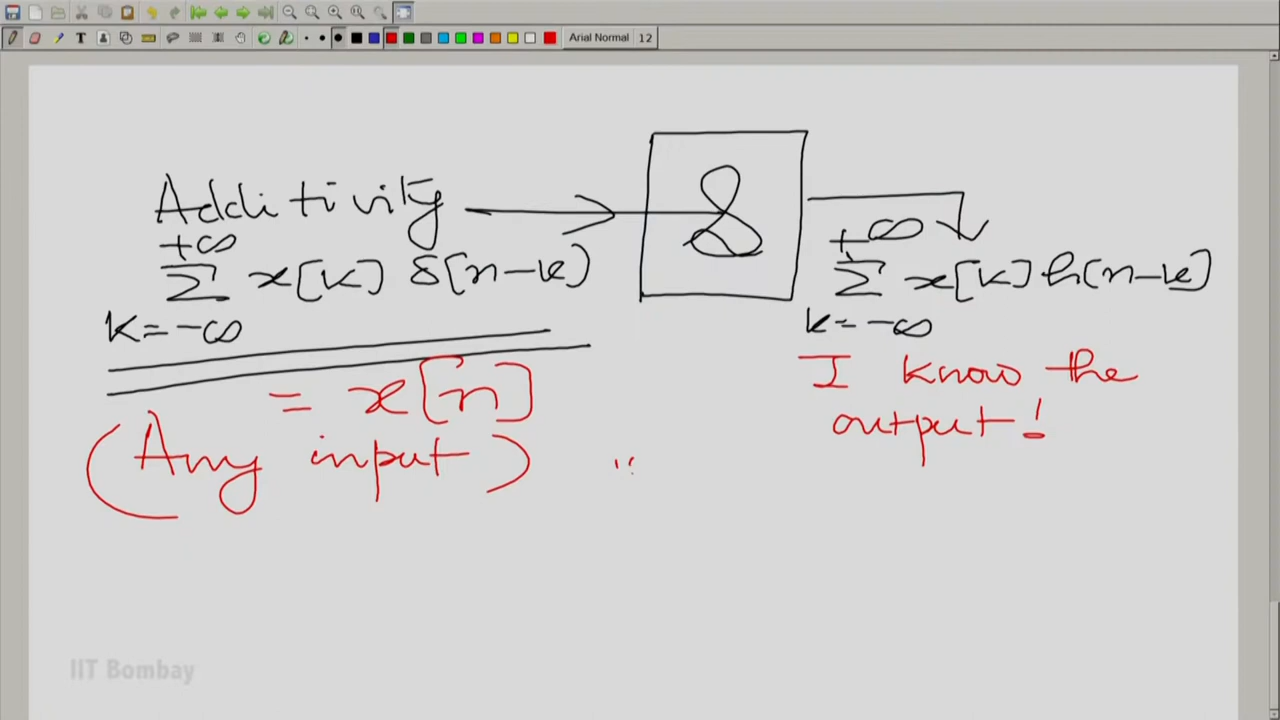 Arial Normal 12
Additivity
+∞
Σ x[k] δ[n-k]
k=-∞
S
+∞
Σ x[k] h[n-k]
k=-∞
= x[n]
(Any input)
I know the
output!
IIT Bombay